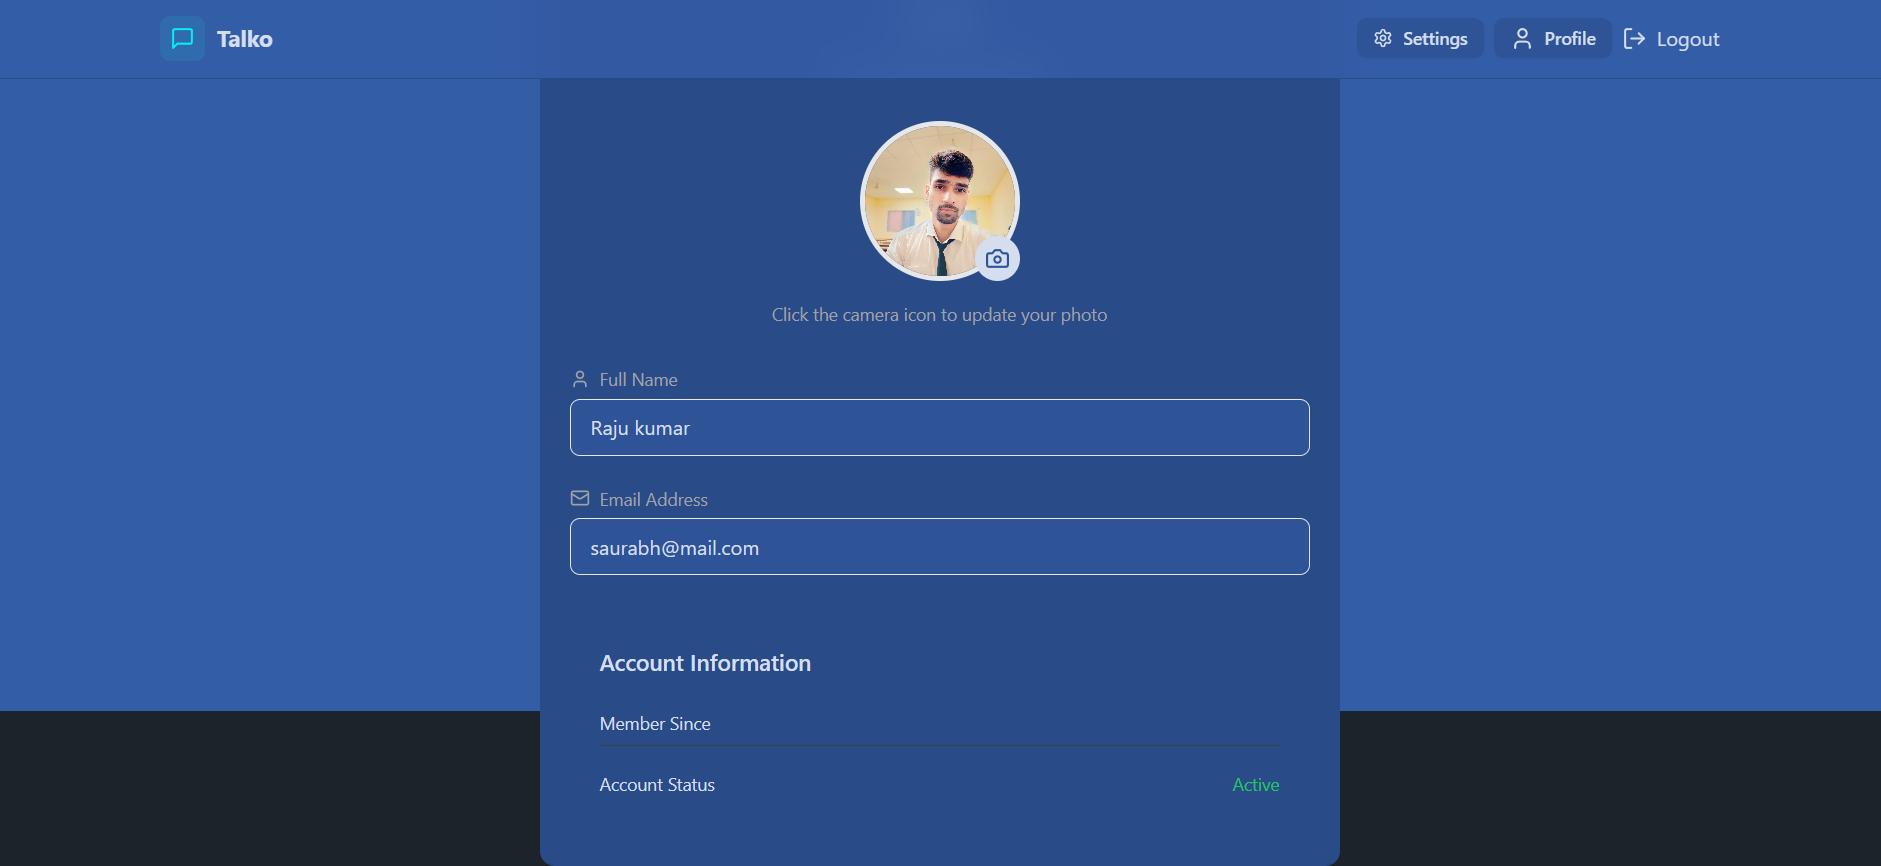 Talko
Settings
Profile
Logout
Click the camera icon to update your photo
Full Name
Raju kumar
Email Address
saurabh@mail.com
Account Information
Member Since
Account Status
Active